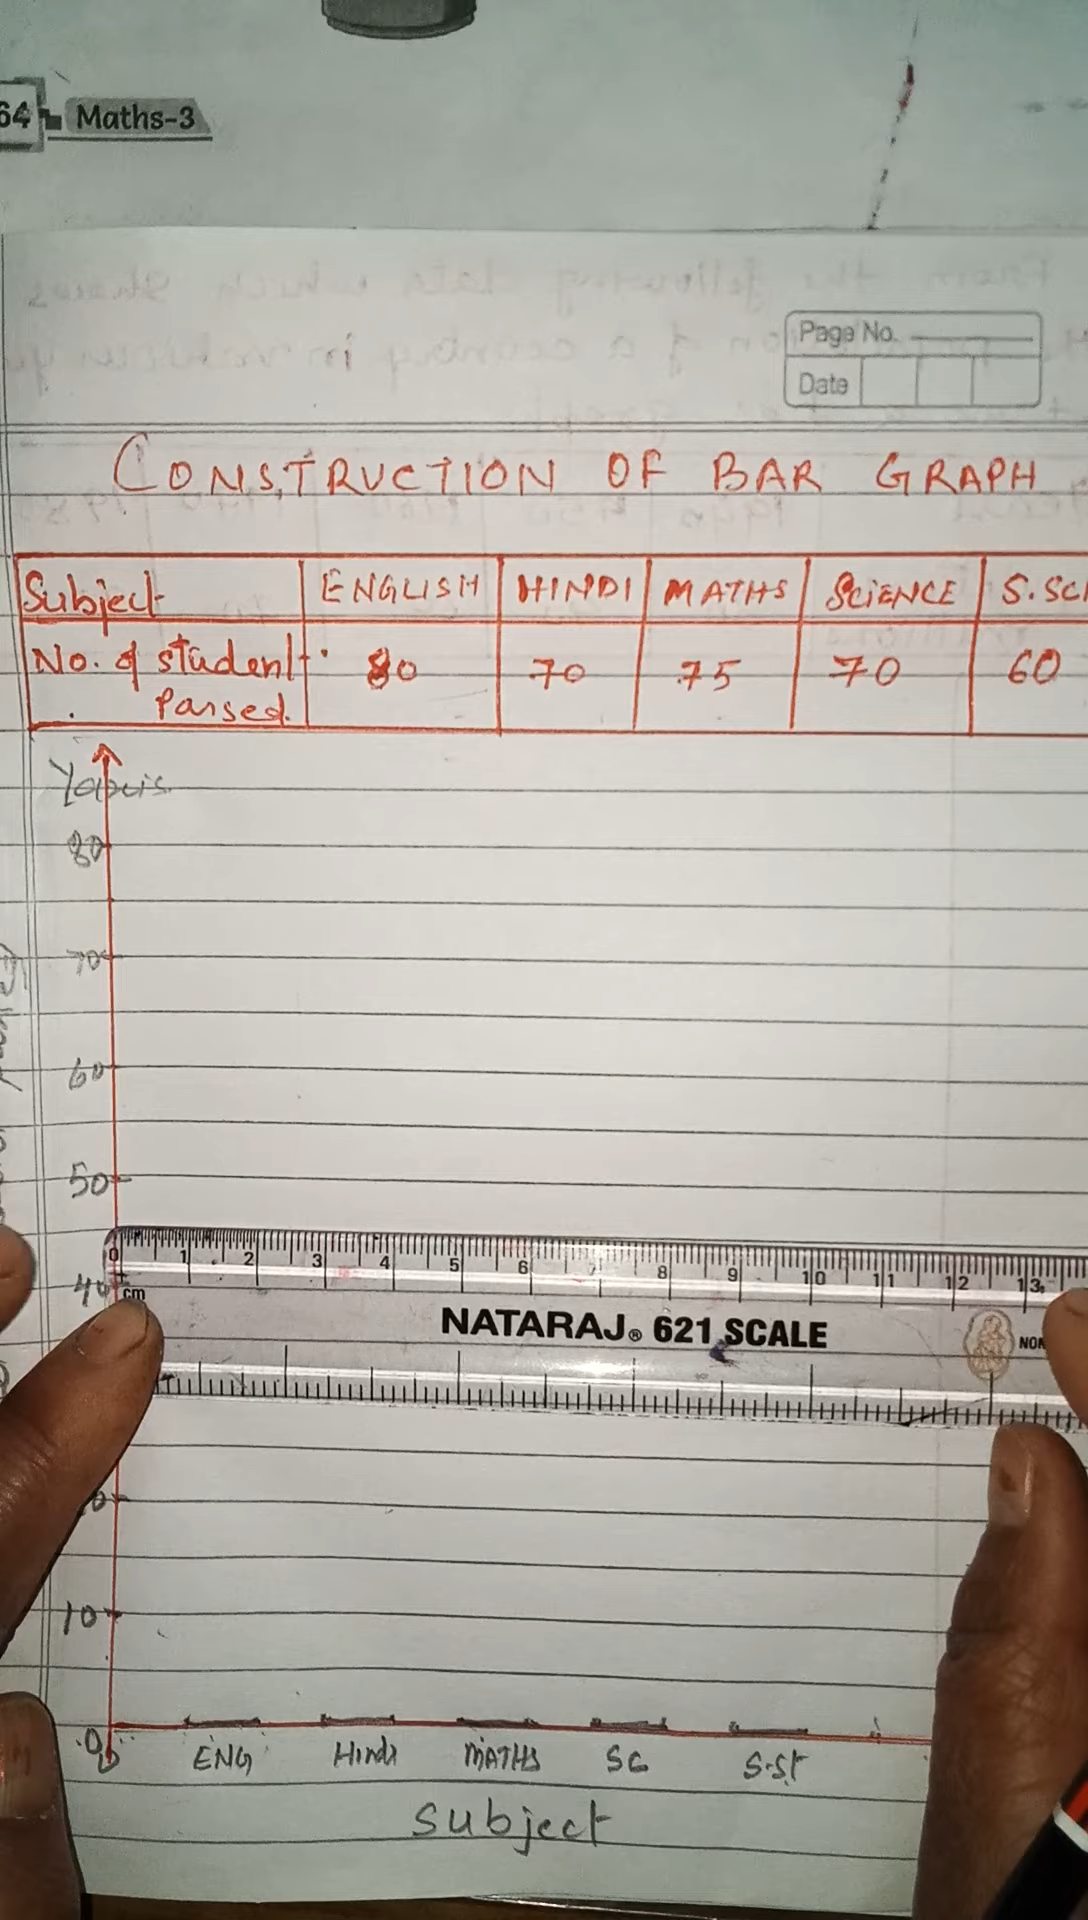 64 Maths-3
Page No.
Date
CONSTRUCTION OF BAR GRAPH
Subject ENGLISH HINDI MATHS SCIENCE S.SCI
No. of student 80 70 75 70 60
Passed.
80
70
60
50
0 1 2 3 4 5 6 7 8 9 10 11 12 13
40 cm
NATARAJ® 621 SCALE
10
0
ENG Hindi MATHS SC S.St
Subject